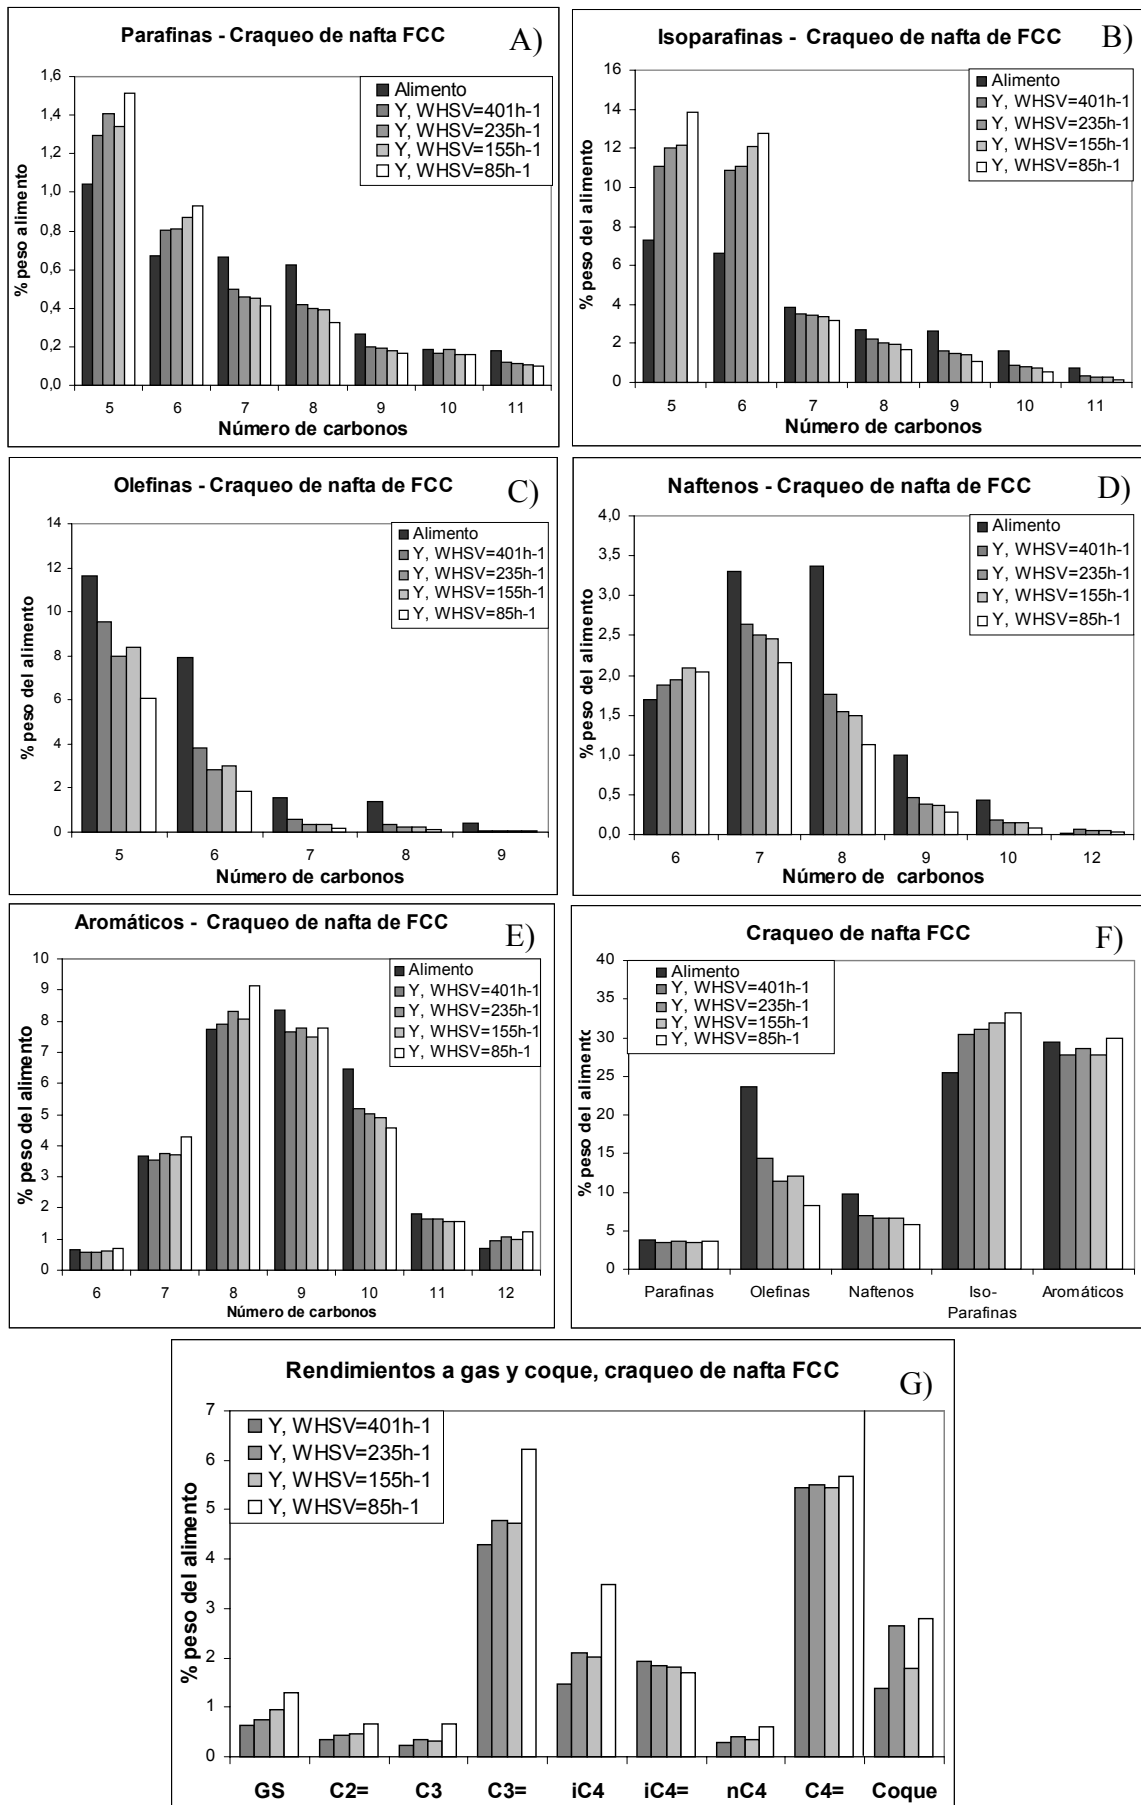 Parafinas - Craqueo de nafta FCC
A)
% peso alimento
1,6
1,4
1,2
1,0
0,8
0,6
0,4
0,2
0,0
Alimento
Y, WHSV=401h-1
Y, WHSV=235h-1
Y, WHSV=155h-1
Y, WHSV=85h-1
5 6 7 8 9 10 11
Número de carbonos
Isoparafinas - Craqueo de nafta de FCC
B)
% peso del alimento
16
14
12
10
8
6
4
2
0
Alimento
Y, WHSV=401h-1
Y, WHSV=235h-1
Y, WHSV=155h-1
Y, WHSV=85h-1
5 6 7 8 9 10 11
Número de carbonos
Olefinas - Craqueo de nafta de FCC
C)
% peso del alimento
14
12
10
8
6
4
2
0
Alimento
Y, WHSV=401h-1
Y, WHSV=235h-1
Y, WHSV=155h-1
Y, WHSV=85h-1
5 6 7 8 9
Número de carbonos
Naftenos - Craqueo de nafta de FCC
D)
% peso del alimento
4,0
3,5
3,0
2,5
2,0
1,5
1,0
0,5
0,0
Alimento
Y, WHSV=401h-1
Y, WHSV=235h-1
Y, WHSV=155h-1
Y, WHSV=85h-1
6 7 8 9 10 12
Número de carbonos
Aromáticos - Craqueo de nafta de FCC
E)
% peso del alimento
10
9
8
7
6
5
4
3
2
1
0
Alimento
Y, WHSV=401h-1
Y, WHSV=235h-1
Y, WHSV=155h-1
Y, WHSV=85h-1
6 7 8 9 10 11 12
Número de carbonos
Craqueo de nafta FCC
F)
% peso del alimento
40
35
30
25
20
15
10
5
0
Alimento
Y, WHSV=401h-1
Y, WHSV=235h-1
Y, WHSV=155h-1
Y, WHSV=85h-1
Parafinas Olefinas Naftenos Iso- Aromáticos
Parafinas
Rendimientos a gas y coque, craqueo de nafta FCC
G)
% peso del alimento
7
6
5
4
3
2
1
0
Y, WHSV=401h-1
Y, WHSV=235h-1
Y, WHSV=155h-1
Y, WHSV=85h-1
GS C2= C3 C3= iC4 iC4= nC4 C4= Coque